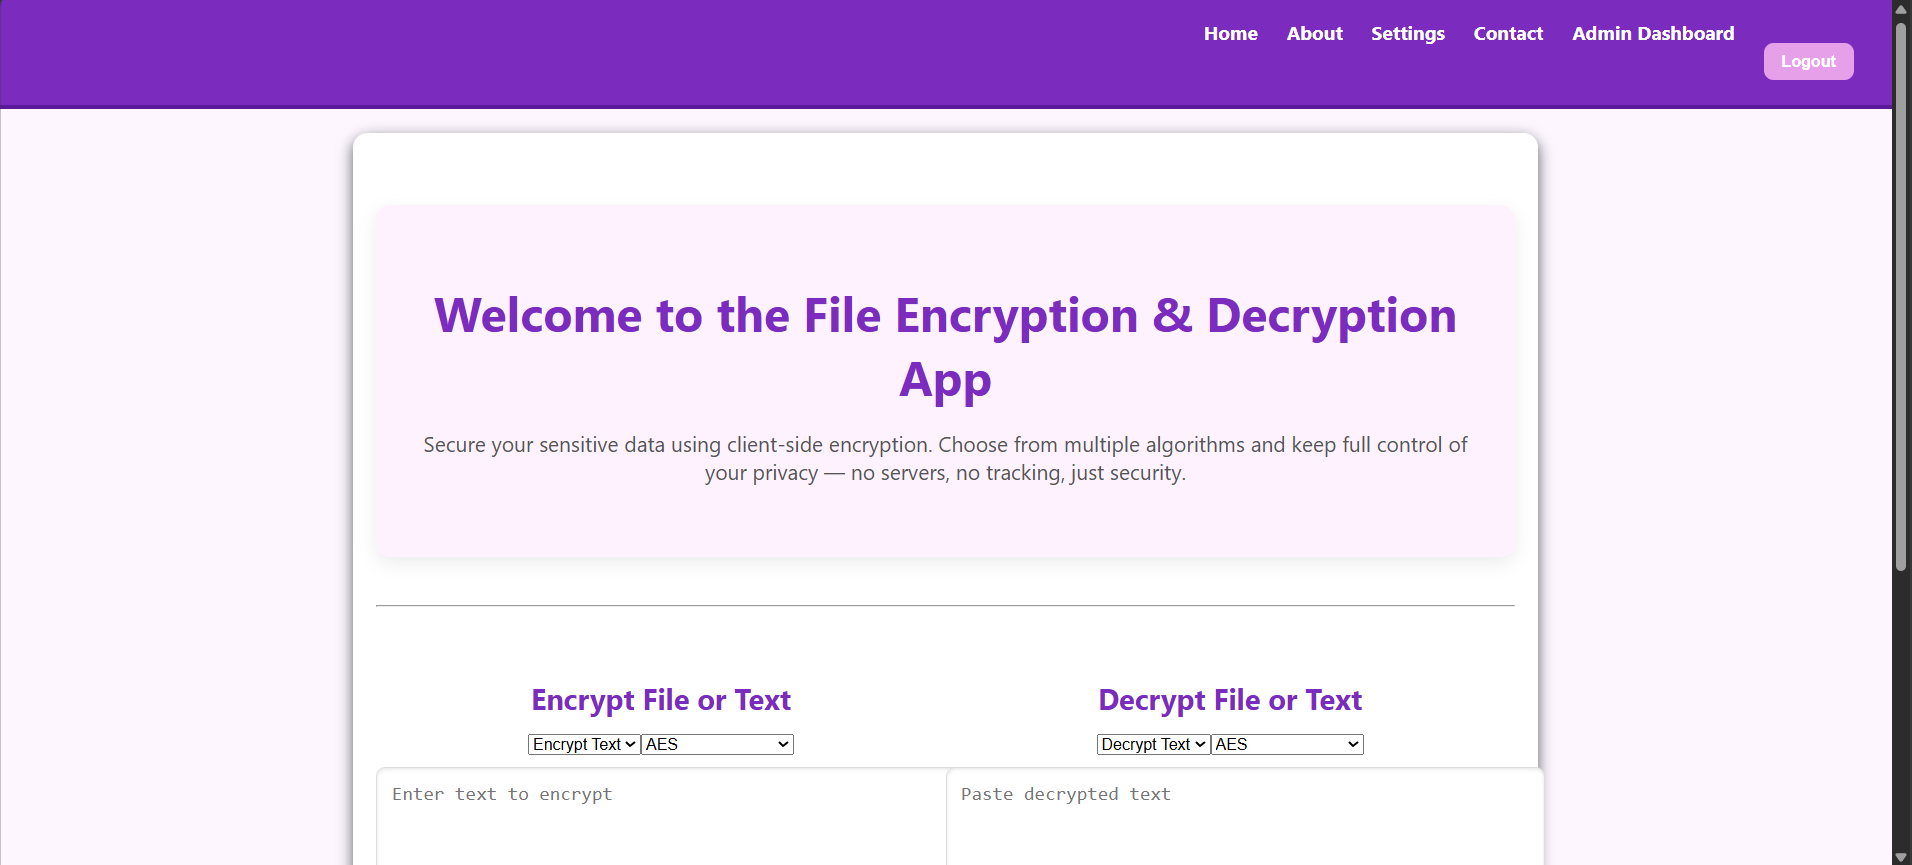 Home About Settings Contact Admin Dashboard
Logout
Welcome to the File Encryption & Decryption
App
Secure your sensitive data using client-side encryption. Choose from multiple algorithms and keep full control of
your privacy — no servers, no tracking, just security.
Encrypt File or Text
Encrypt Text AES
Enter text to encrypt
Decrypt File or Text
Decrypt Text AES
Paste decrypted text